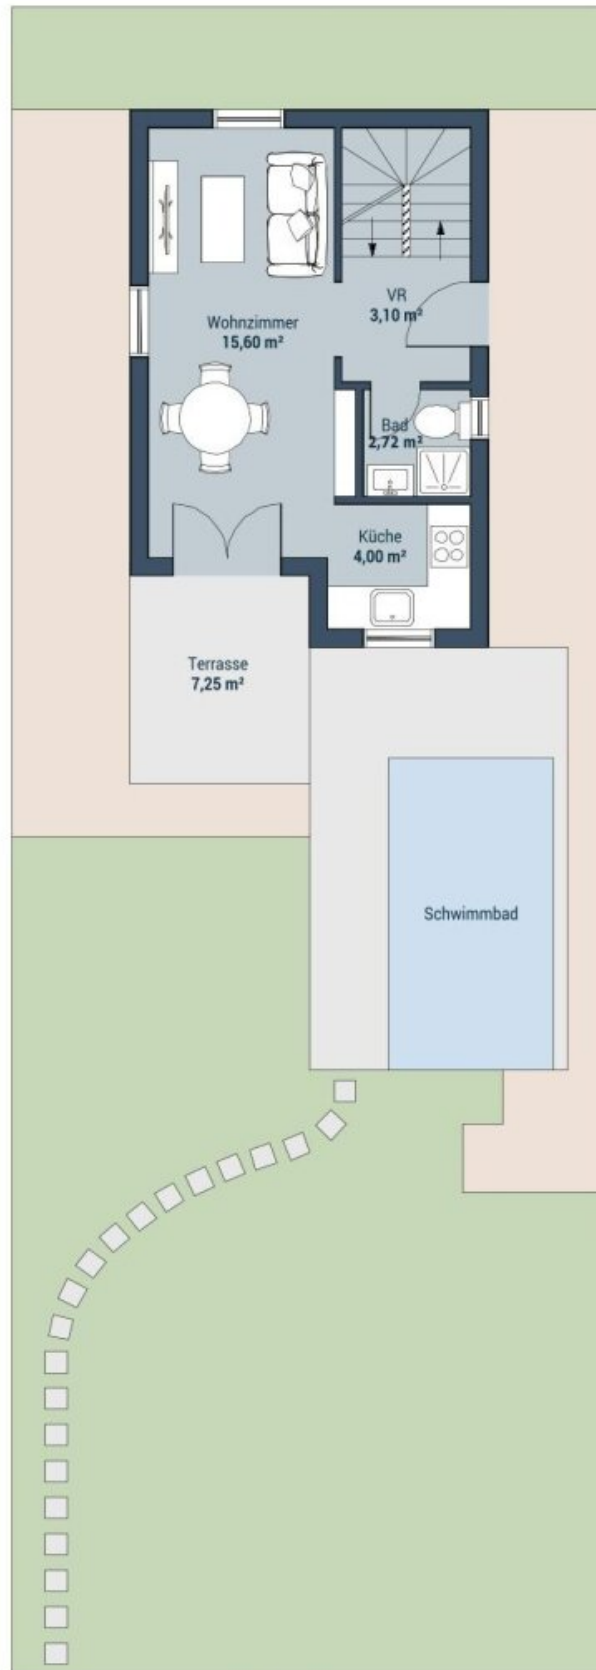 VR
3,10 m²
Wohnzimmer
15,60 m²
Bad
2,72 m²
Küche
4,00 m²
Terrasse
7,25 m²
Schwimmbad